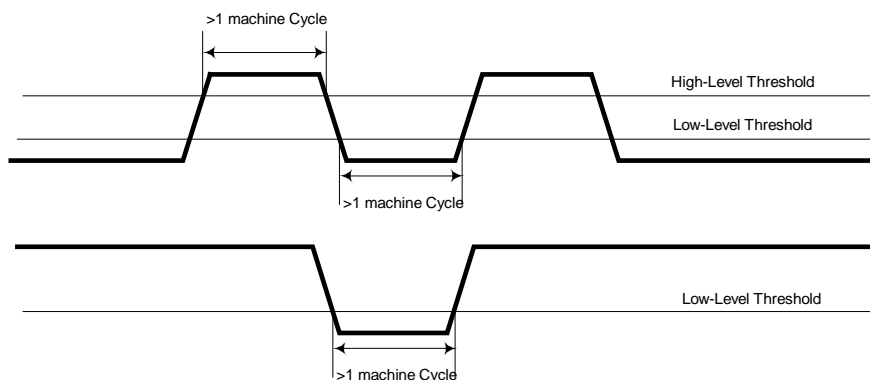 >1 machine Cycle
High-Level Threshold
Low-Level Threshold
>1 machine Cycle
Low-Level Threshold
>1 machine Cycle